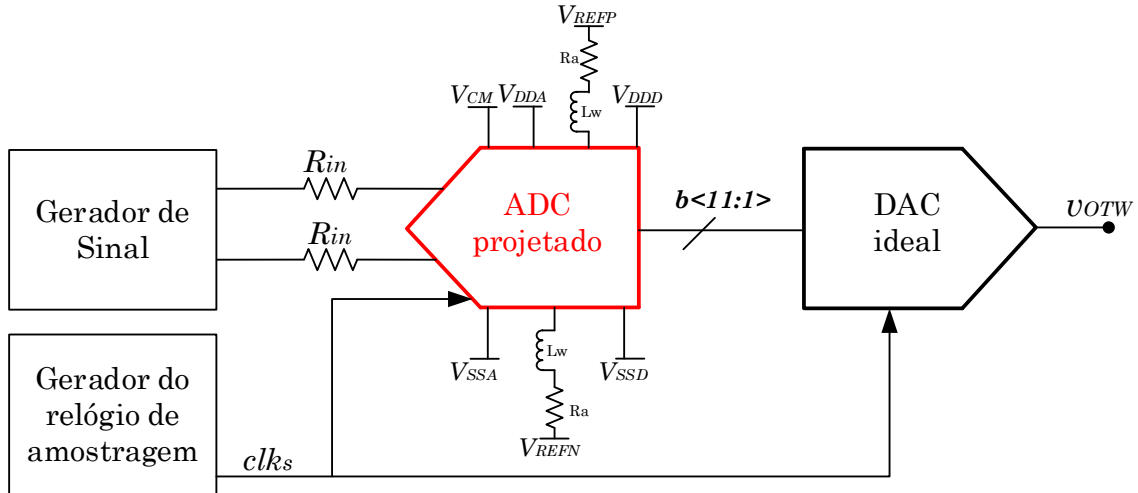 VREFP
Ra
Lw
VCM
VDDA
VDDD
Gerador de
Sinal
Rin
Rin
ADC
projetado
b<11:1>
DAC
ideal
vOTW
VSSA
Lw
VSSD
Ra
VREFN
Gerador do
relógio de
amostragem
clks